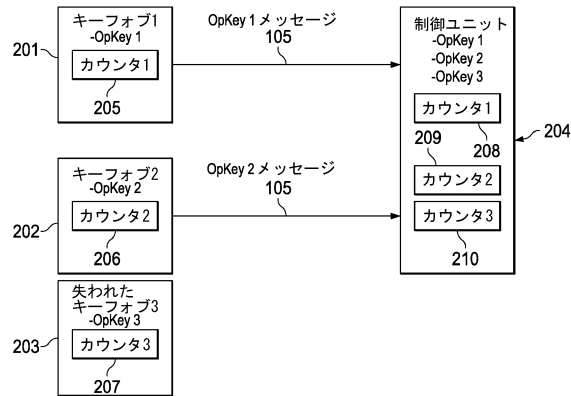 キーフォブ1
-OpKey 1
カウンタ1
201
205
OpKey 1メッセージ
105
制御ユニット
-OpKey 1
-OpKey 2
-OpKey 3
カウンタ1
208
209
カウンタ2
カウンタ3
210
204
キーフォブ2
-OpKey 2
カウンタ2
202
206
OpKey 2メッセージ
105
失われた
キーフォブ3
-OpKey 3
カウンタ3
203
207